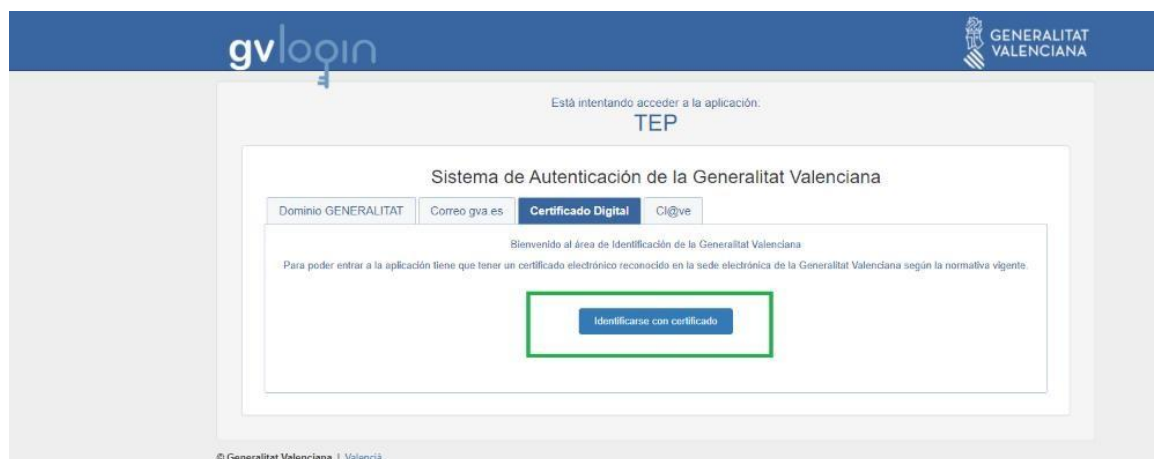 gvlogin
GENERALITAT
VALENCIANA
Està intentando acceder a la aplicación.
TEP
Sistema de Autenticación de la Generalitat Valenciana
Dominio GENERALITAT Correo gva.es Certificado Digital Cl@ve
Bienvenido al área de Identificación de la Generalitat Valenciana
Para poder entrar a la aplicación tiene que tener un certificado electrónico reconocido en la sede electrónica de la Generalitat Valenciana según la normativa vigente.
Identificarse con certificado
© Generalitat Valenciana | Valencià